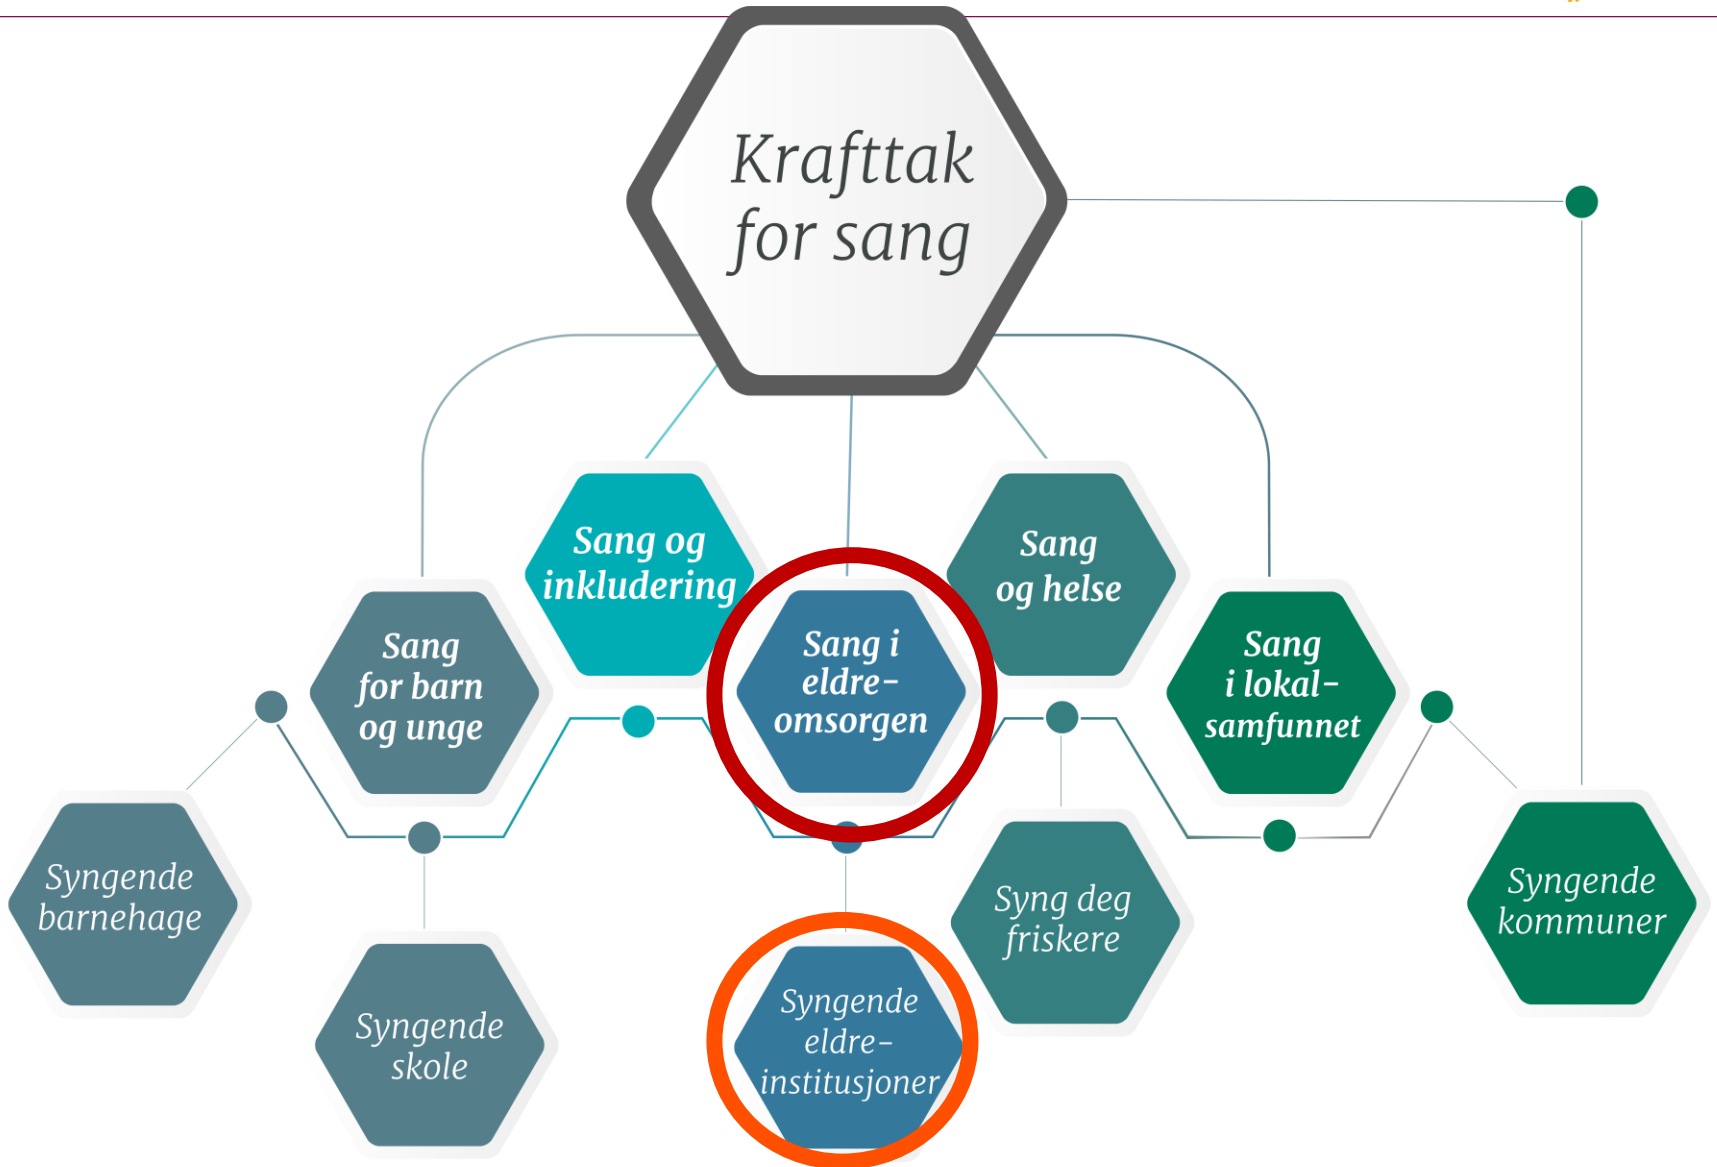 Krafttak
for sang
Sang og
inkludering
Sang
og helse
Sang
for barn
og unge
Sang i
eldre-
omsorgen
Sang
i lokal-
samfunnet
Syngende
barnehage
Syng deg
friskere
Syngende
kommuner
Syngende
skole
Syngende
eldre-
institusjoner